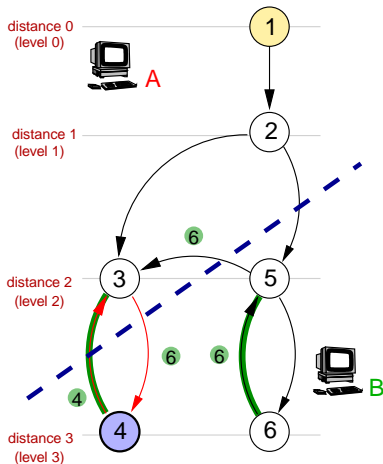 distance 0
(level 0)
1
A
distance 1
(level 1)
2
6
distance 2
(level 2)
3
5
6
6
4
B
distance 3
(level 3)
4
6